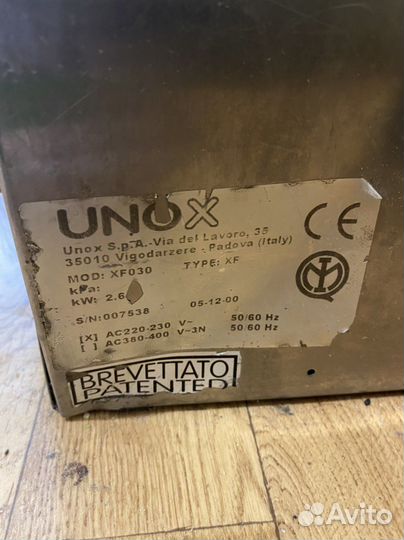 UNOX
Unox S.p.A.-Via del Lavoro, 35
35010 Vigodarzere - Padova (Italy)
MOD: XF030 TYPE: XF
kPa:
kW: 2.6
S/N:007538 05-12-00
[X] AC220-230 V~ 50/60 Hz
[ ] AC380-400 V~3N 50/60 Hz
BREVETTATO
PATENTED
CE
Avito